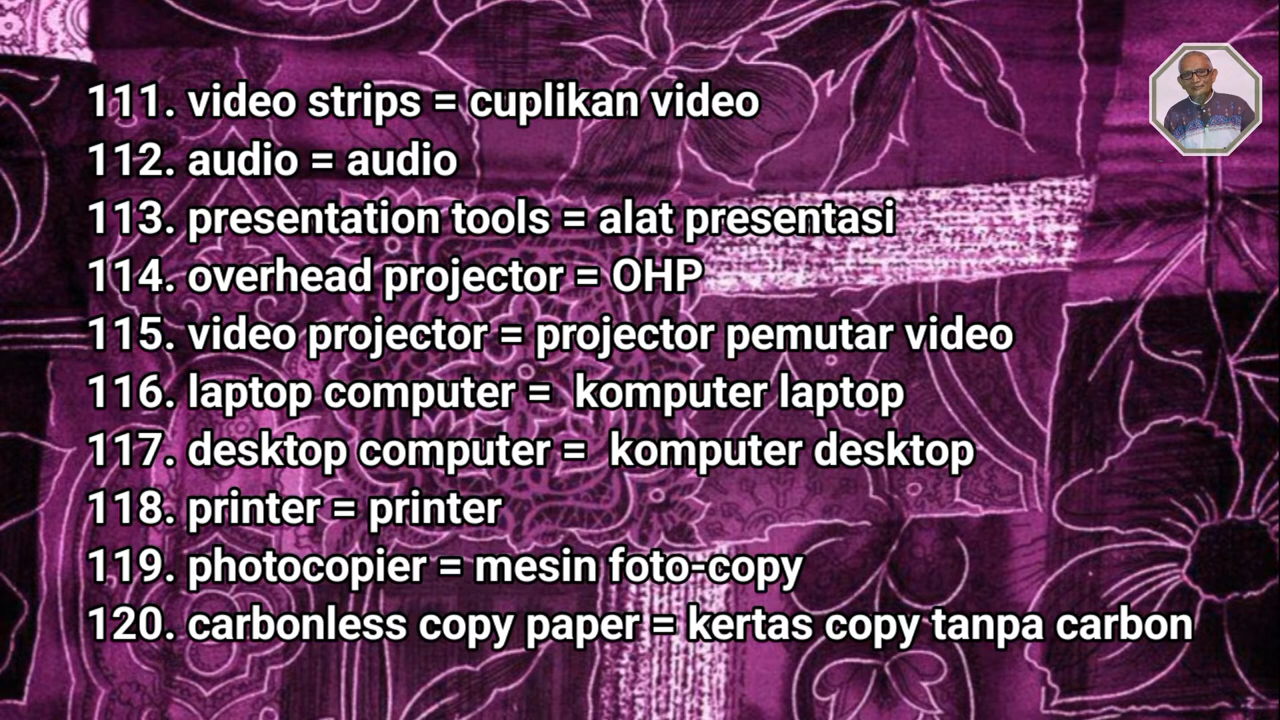 111. video strips = cuplikan video
112. audio = audio
113. presentation tools = alat presentasi
114. overhead projector = OHP
115. video projector = projector pemutar video
116. laptop computer =  komputer laptop
117. desktop computer =  komputer desktop
118. printer = printer
119. photocopier = mesin foto-copy
120. carbonless copy paper = kertas copy tanpa carbon